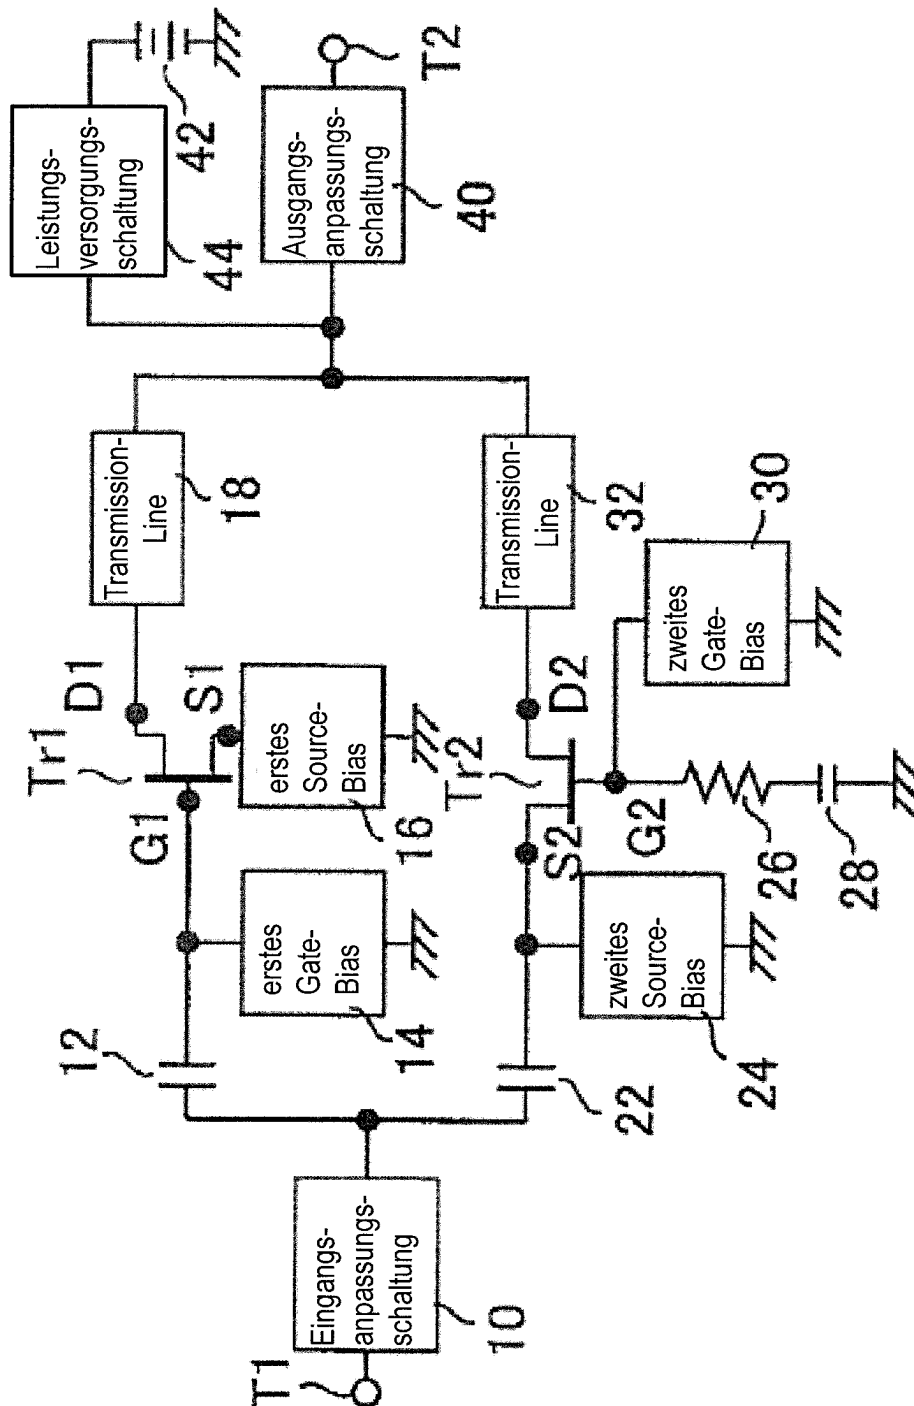 T1
Eingangs-
anpassungs-
schaltung
10
12
erstes
Gate-
Bias
14
G1
Tr1
D1
S1
erstes
Source-
Bias
16
Transmission-
Line
18
22
zweites
Source-
Bias
24
S2
Tr2
D2
G2
26
28
zweites
Gate-
Bias
30
Transmission-
Line
32
Leistungs-
versorgungs-
schaltung
44
42
Ausgangs-
anpassungs-
schaltung
40
T2